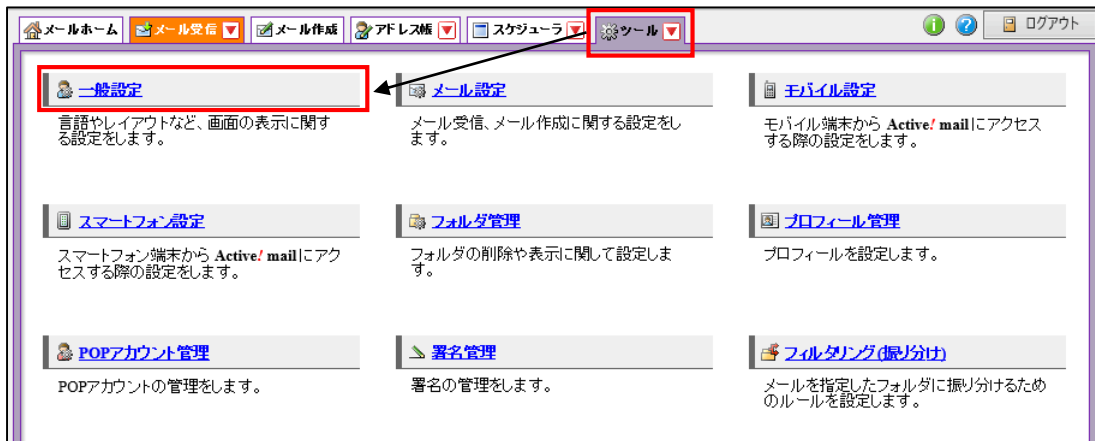 メールホーム メール受信 メール作成 アドレス帳 スケジューラ ツール ログアウト
一般設定 メール設定 モバイル設定
言語やレイアウトなど、画面の表示に関す メール受信、メール作成に関する設定をし モバイル端末から Active! mailにアクセス
る設定をします。 ます。 する際の設定をします。
スマートフォン設定 フォルダ管理 プロフィール管理
スマートフォン端末から Active! mailにアク フォルダの削除や表示に関して設定しま プロフィールを設定します。
セスする際の設定をします。 す。
POPアカウント管理 署名管理 フィルタリング(振り分け)
POPアカウントの管理をします。 署名の管理をします。 メールを指定したフォルダに振り分けるため
のルールを設定します。